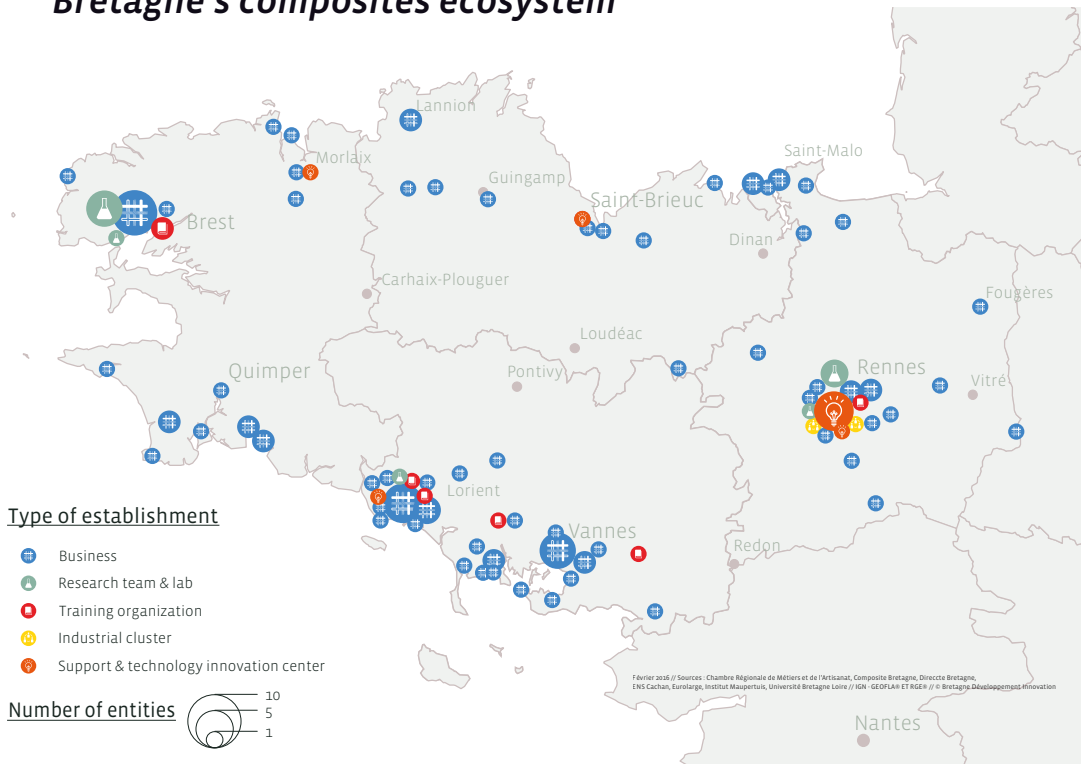 Bretagne's composites ecosystem
Lannion
Morlaix
Saint-Malo
Guingamp
Saint-Brieuc
Brest
Dinan
Carhaix-Plouguer
Fougères
Loudéac
Quimper
Pontivy
Rennes
Vitré
Lorient
Vannes
Redon
Nantes
Type of establishment
Business
Research team & lab
Training organization
Industrial cluster
Support & technology innovation center
Number of entities
10
5
1
Février 2016 // Sources : Chambre Régionale de Métiers et de l'Artisanat, Composite Bretagne, Direccte Bretagne,
ENS Cachan, Eurolarge, Institut Maupertuis, Université Bretagne Loire // IGN - GEOFLA® ET RGE® // © Bretagne Développement Innovation